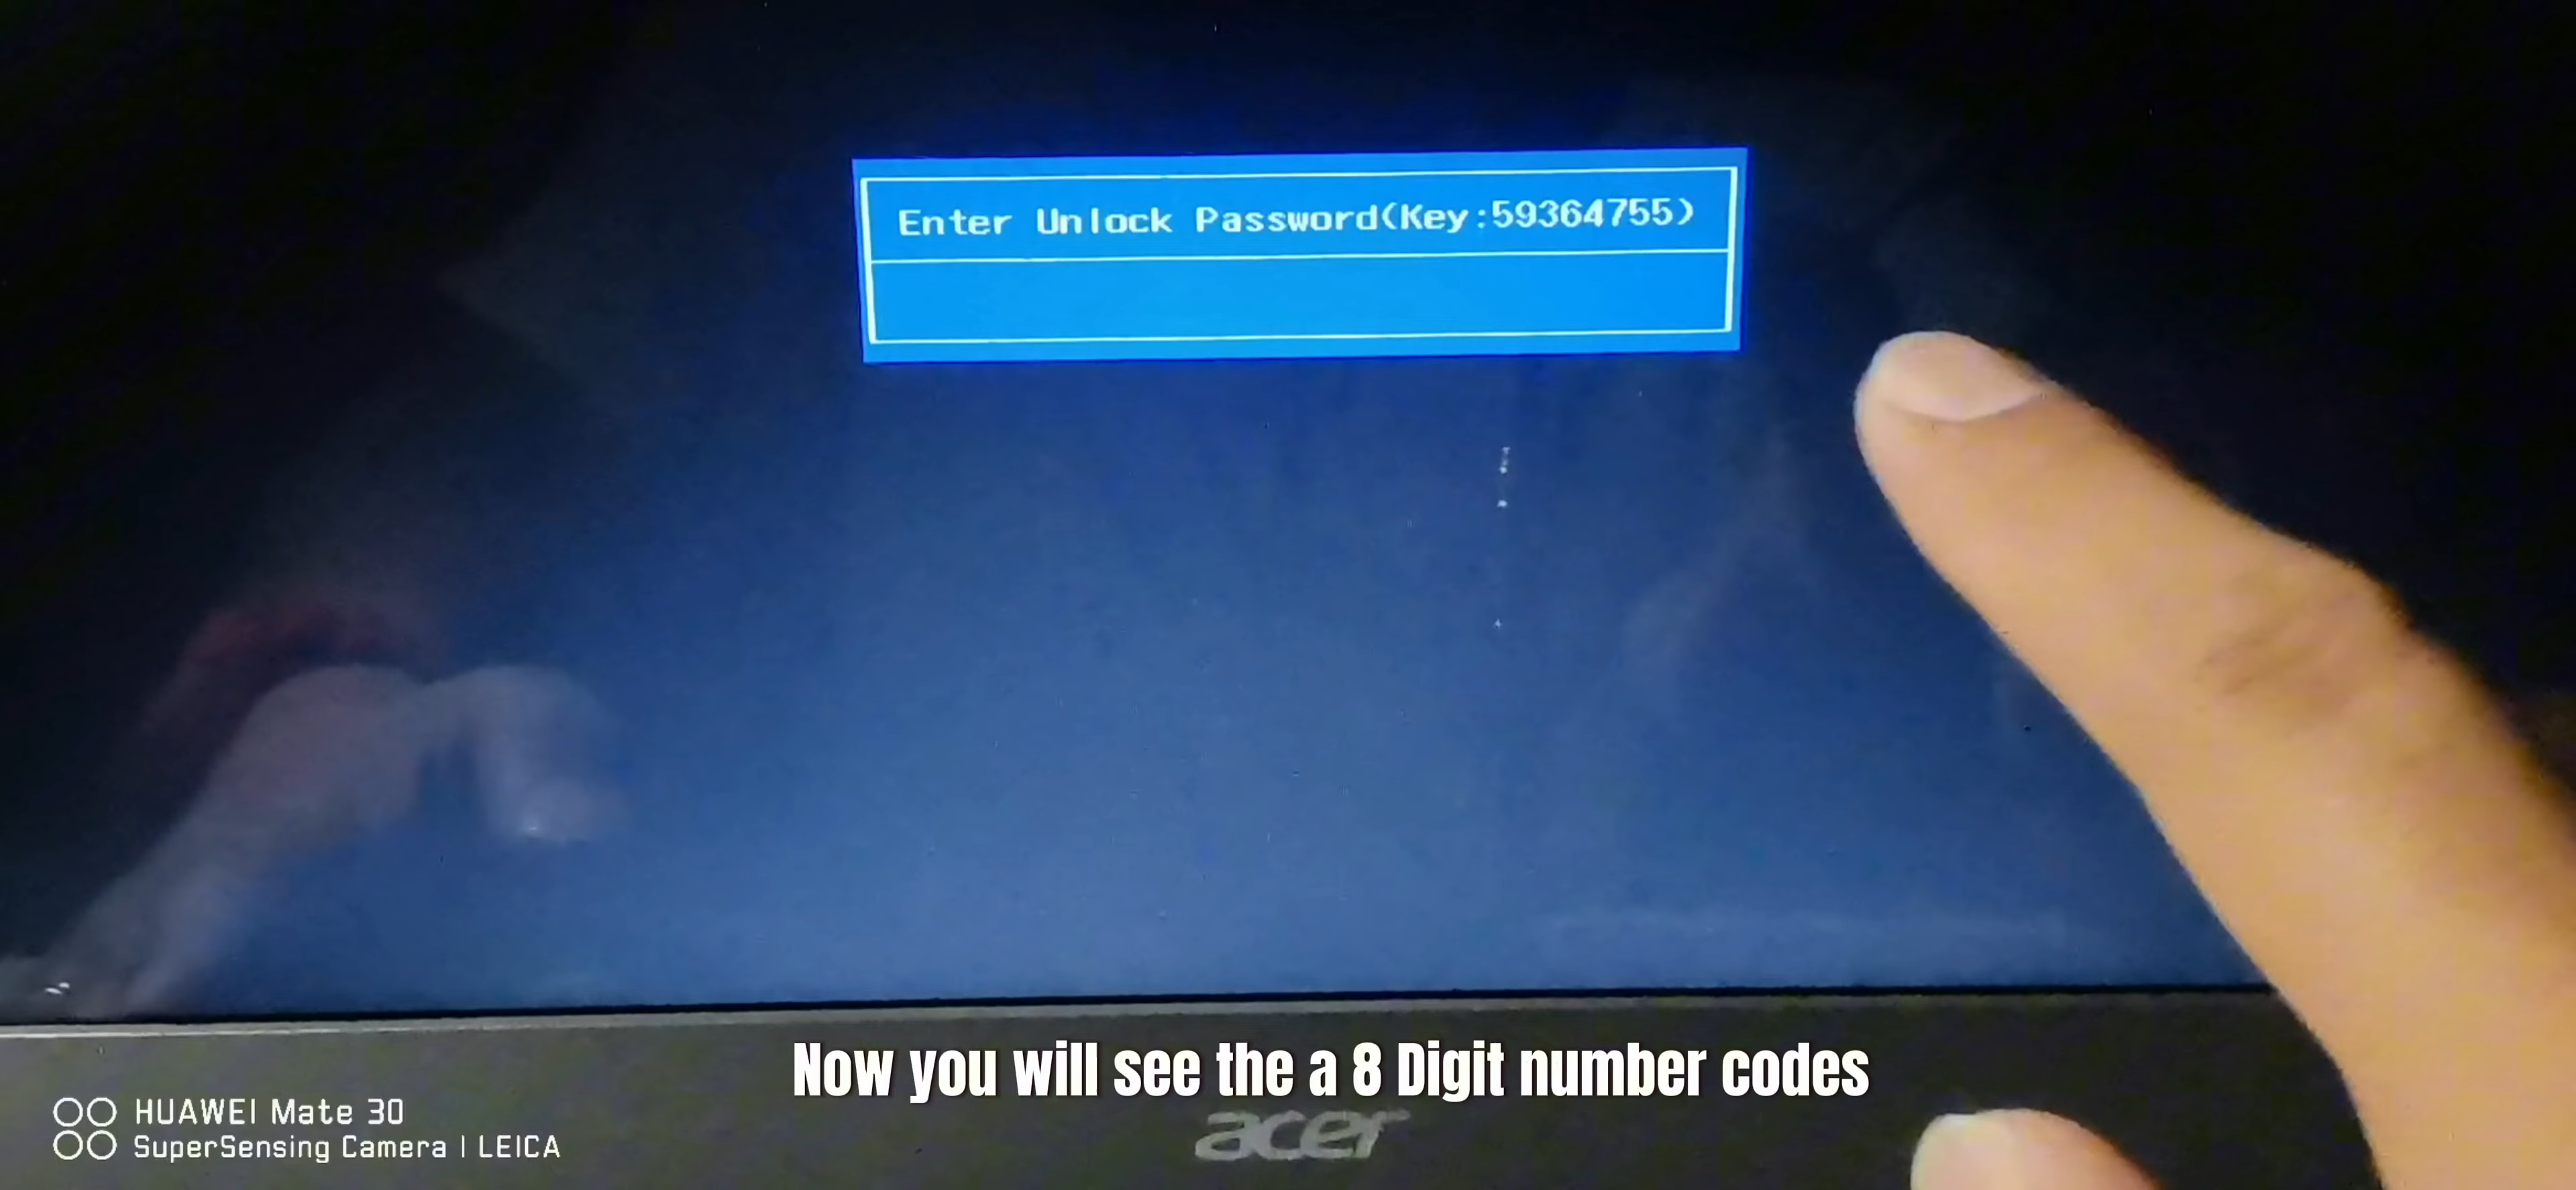 Enter Unlock Password(Key:59364755)
Now you will see the a 8 Digit number codes
acer
HUAWEI Mate 30
SuperSensing Camera | LEICA